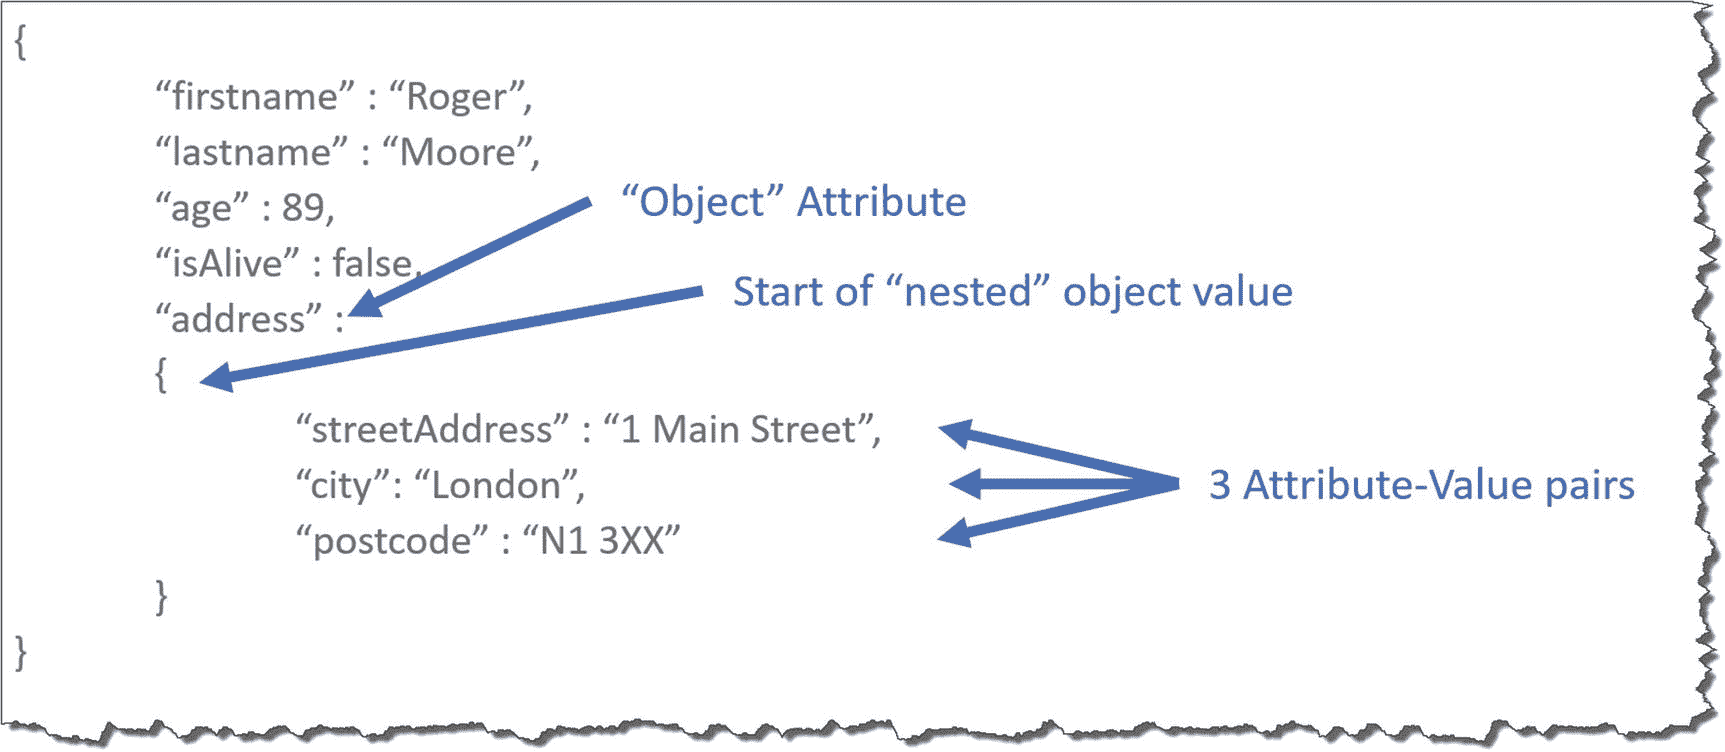 {
“firstname” : “Roger”,
“lastname” : “Moore”,
“age” : 89,
“Object” Attribute
“isAlive” : false,
Start of “nested” object value
“address” :
{
“streetAddress” : “1 Main Street”,
“city”: “London”,
3 Attribute-Value pairs
“postcode” : “N1 3XX”
}
}